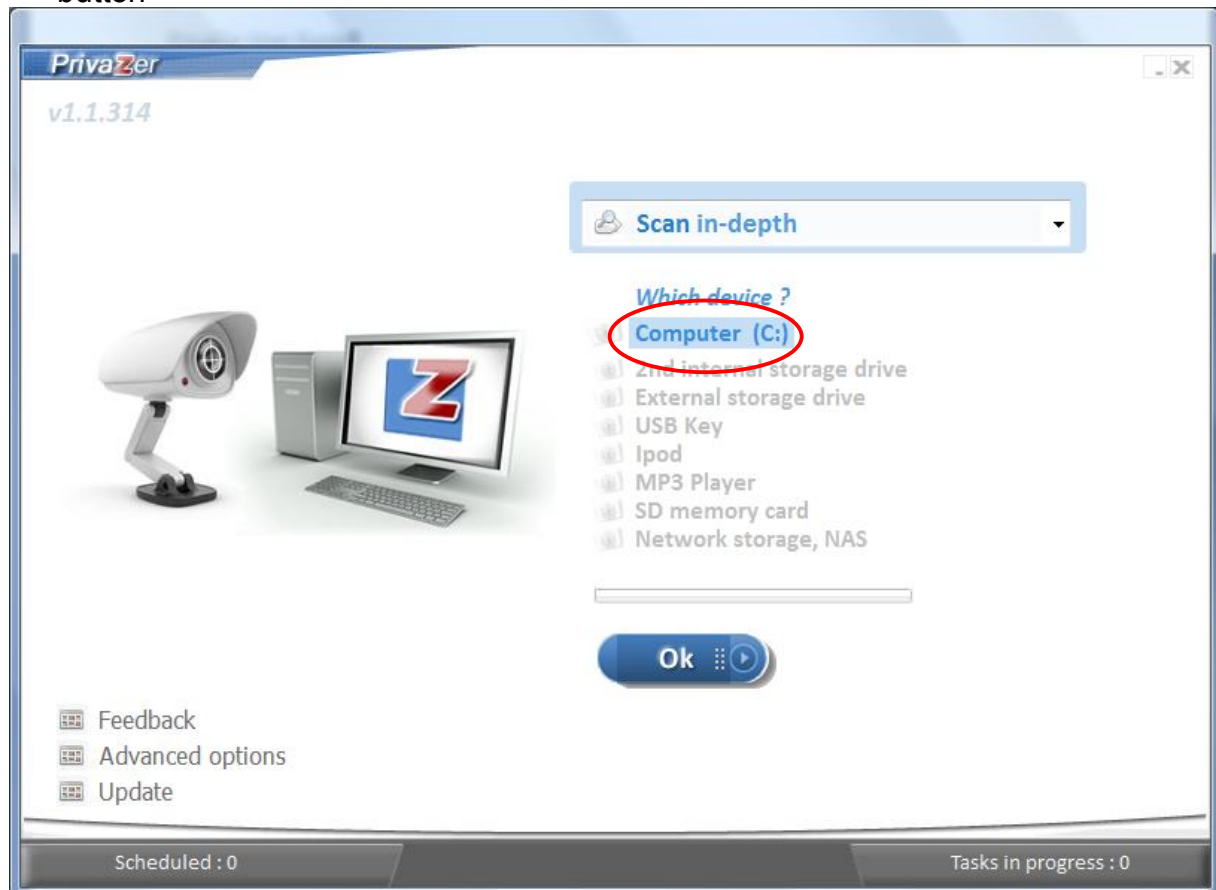 button
PrivaZer
v1.1.314
Scan in-depth
Which device ?
Computer (C:)
2nd internal storage drive
External storage drive
USB Key
Ipod
MP3 Player
SD memory card
Network storage, NAS
Ok
Feedback
Advanced options
Update
Scheduled : 0
Tasks in progress : 0